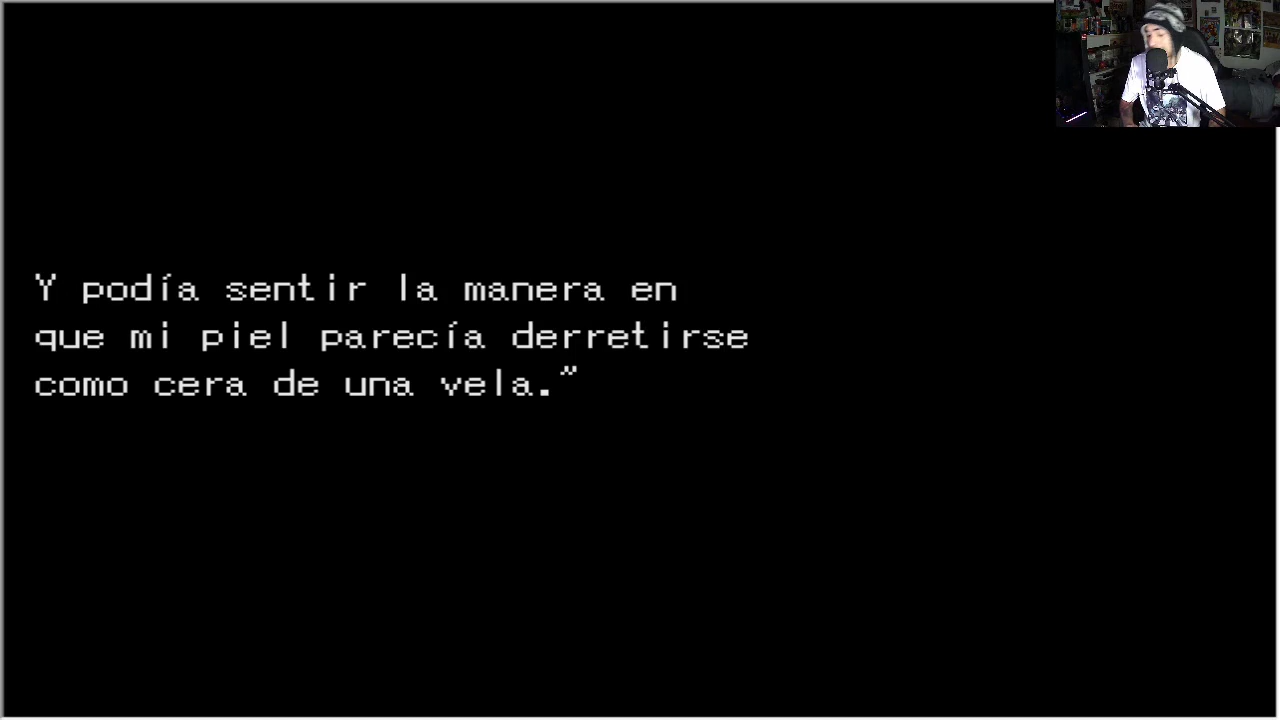 Y podía sentir la manera en
que mi piel parecía derretirse
como cera de una vela.”